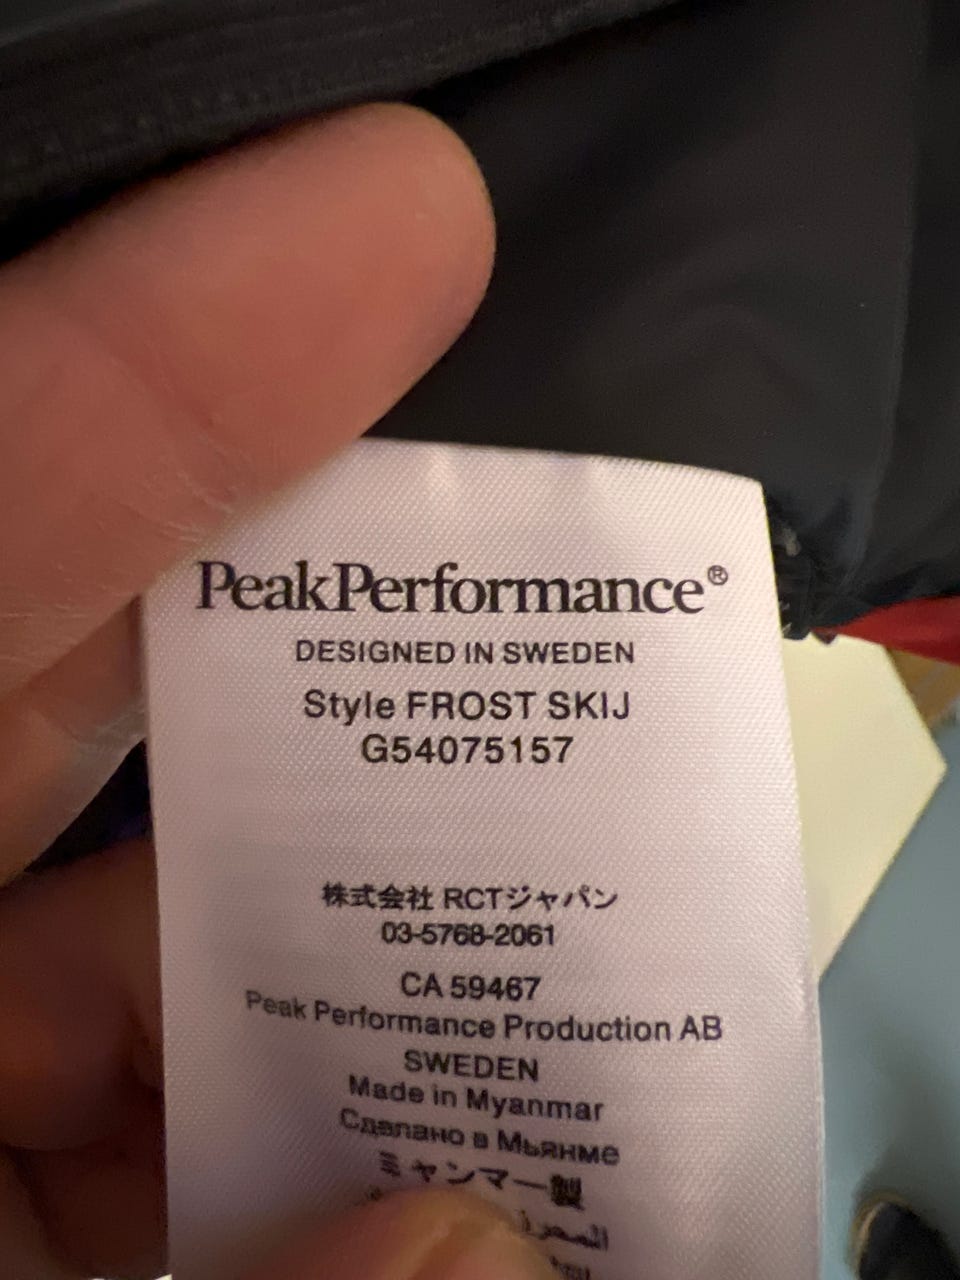 PeakPerformance®
DESIGNED IN SWEDEN
Style FROST SKIJ
G54075157
株式会社 RCTジャパン
03-5768-2061
CA 59467
Peak Performance Production AB
SWEDEN
Made in Myanmar
Сделано в Мьянме
ミャンマー製